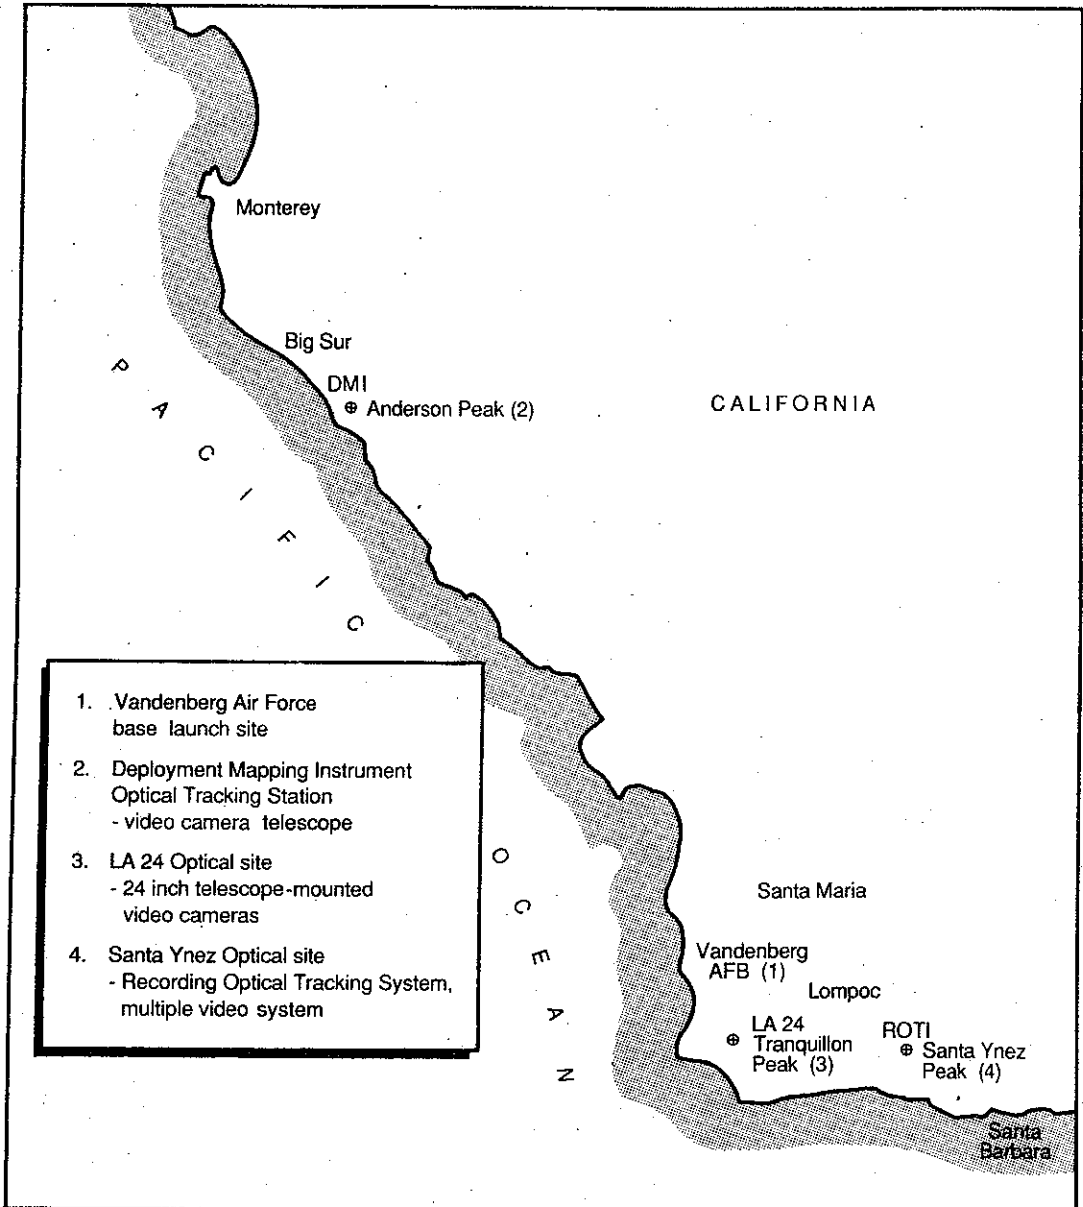 Monterey
Big Sur
DMI
Anderson Peak (2)
CALIFORNIA
PACIFIC
OCEAN
1. Vandenberg Air Force
base launch site
2. Deployment Mapping Instrument
Optical Tracking Station
- video camera telescope
3. LA 24 Optical site
- 24 inch telescope-mounted
video cameras
4. Santa Ynez Optical site
- Recording Optical Tracking System,
multiple video system
Santa Maria
Vandenberg
AFB (1)
Lompoc
LA 24
Tranquillon
Peak (3)
ROTI
Santa Ynez
Peak (4)
Santa
Barbara